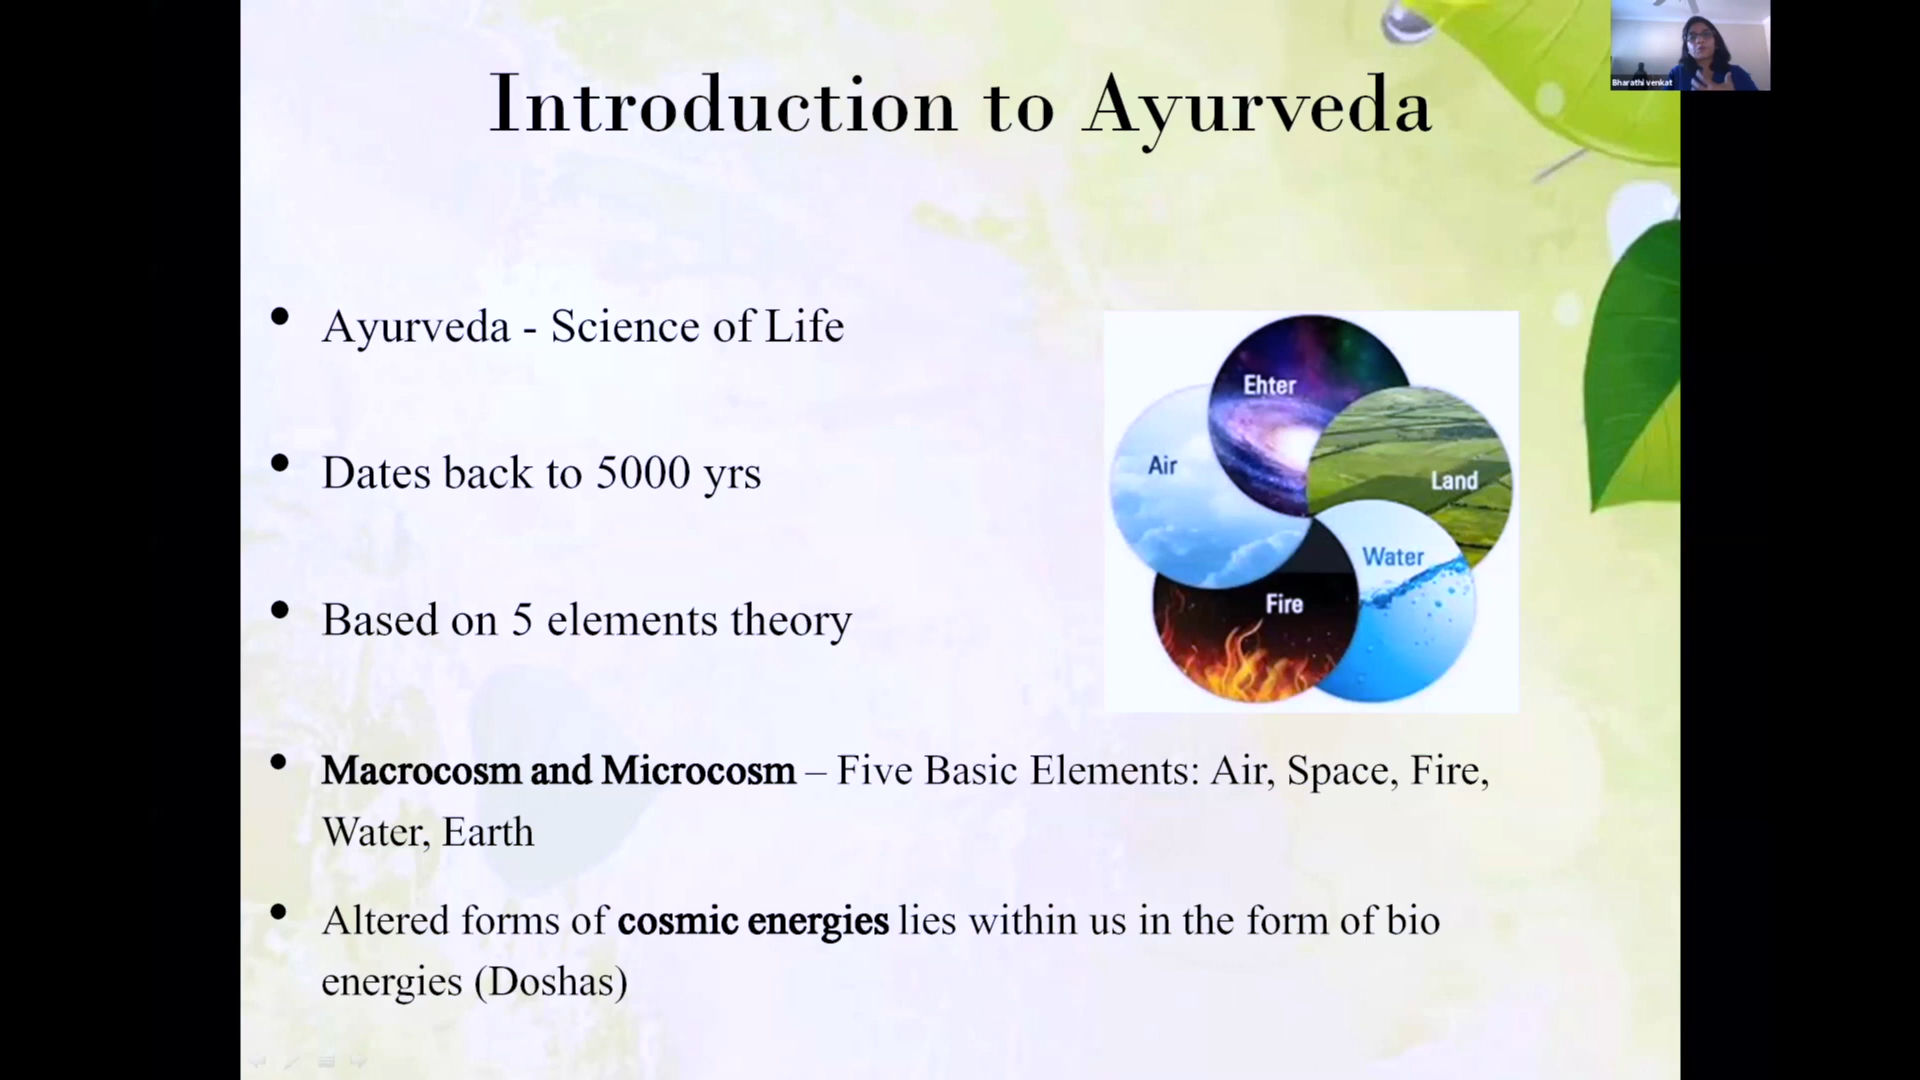 Bharathi venkat
Introduction to Ayurveda
• Ayurveda - Science of Life
• Dates back to 5000 yrs
• Based on 5 elements theory
Ehter
Air
Land
Water
Fire
• Macrocosm and Microcosm – Five Basic Elements: Air, Space, Fire,
Water, Earth
• Altered forms of cosmic energies lies within us in the form of bio
energies (Doshas)